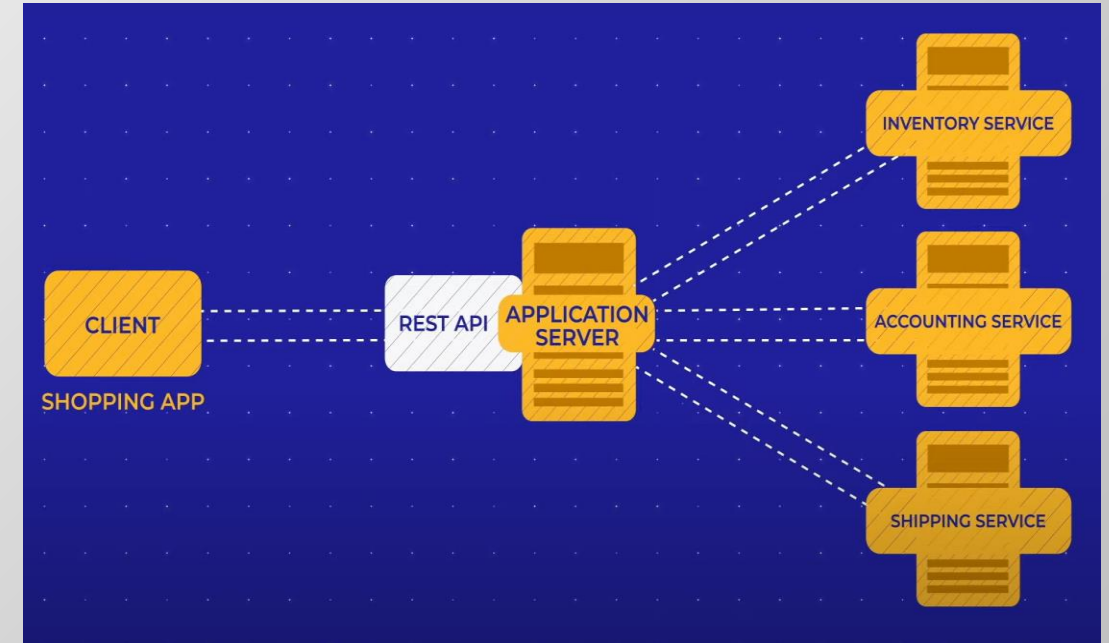 CLIENT
SHOPPING APP
REST API
APPLICATION
SERVER
INVENTORY SERVICE
ACCOUNTING SERVICE
SHIPPING SERVICE